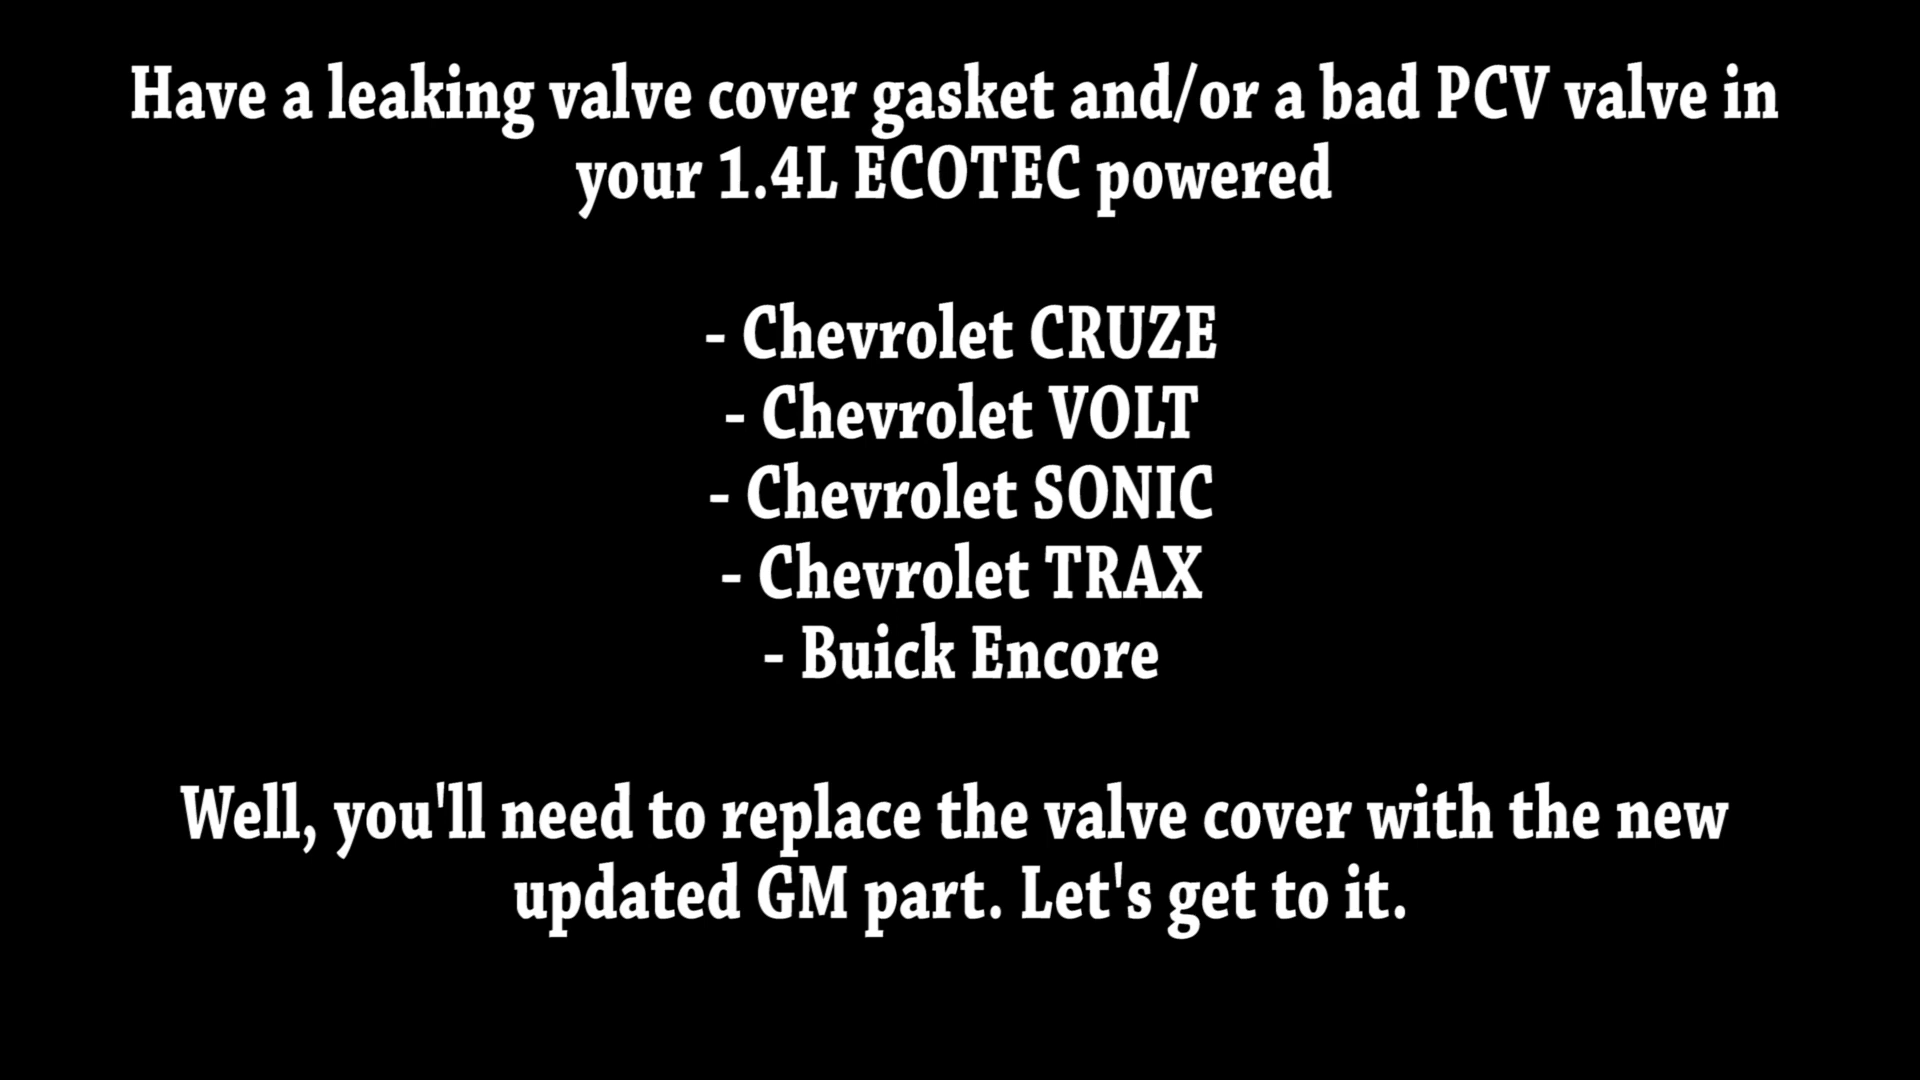 Have a leaking valve cover gasket and/or a bad PCV valve in
your 1.4L ECOTEC powered
- Chevrolet CRUZE
- Chevrolet VOLT
- Chevrolet SONIC
- Chevrolet TRAX
- Buick Encore
Well, you'll need to replace the valve cover with the new
updated GM part. Let's get to it.